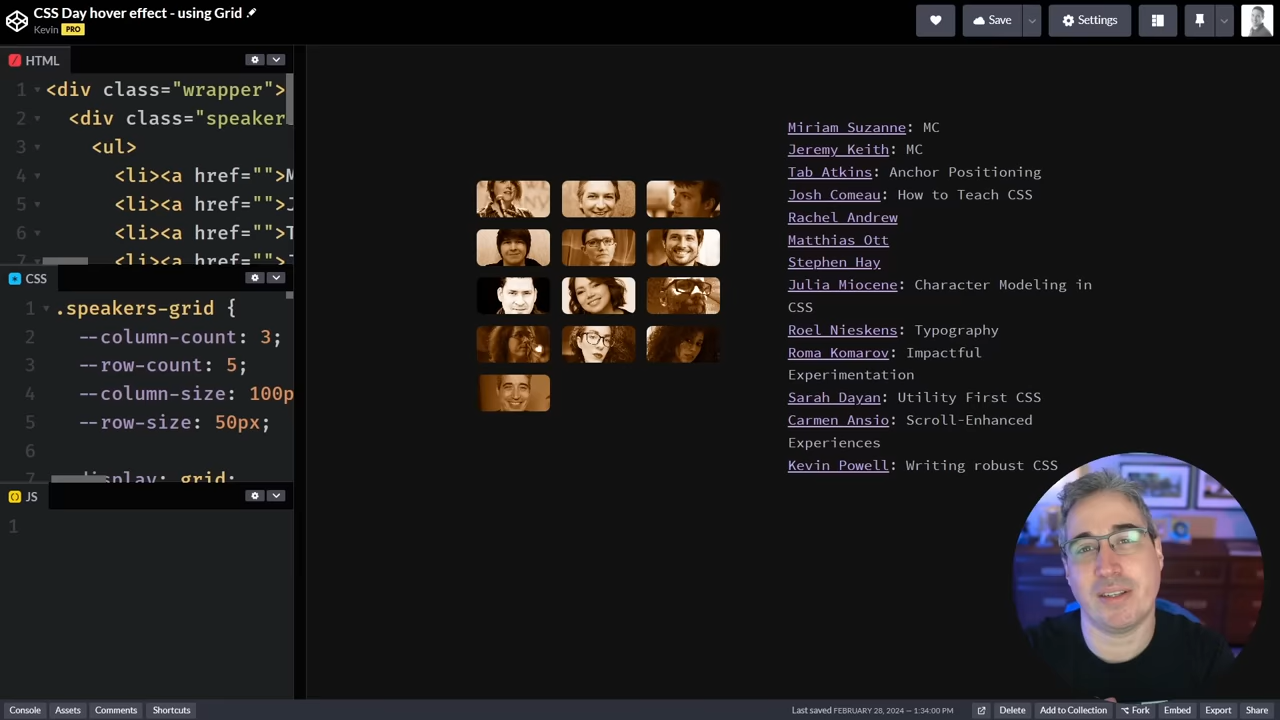 CSS Day hover effect - using Grid
Kevin PRO
Save
Settings
HTML
1 <div class="wrapper">
2 <div class="speaker
3 <ul>
4 <li><a href="">M
5 <li><a href="">J
6 <li><a href="">T
7 <li><a href="">J
CSS
1 .speakers-grid {
2 --column-count: 3;
3 --row-count: 5;
4 --column-size: 100p
5 --row-size: 50px;
6
7 display: grid;
JS
1
Miriam Suzanne: MC
Jeremy Keith: MC
Tab Atkins: Anchor Positioning
Josh Comeau: How to Teach CSS
Rachel Andrew
Matthias Ott
Stephen Hay
Julia Miocene: Character Modeling in
CSS
Roel Nieskens: Typography
Roma Komarov: Impactful
Experimentation
Sarah Dayan: Utility First CSS
Carmen Ansio: Scroll-Enhanced
Experiences
Kevin Powell: Writing robust CSS
Console Assets Comments Shortcuts
Last saved FEBRUARY 28, 2024 — 1:34:00 PM
Delete Add to Collection Fork Embed Export Share